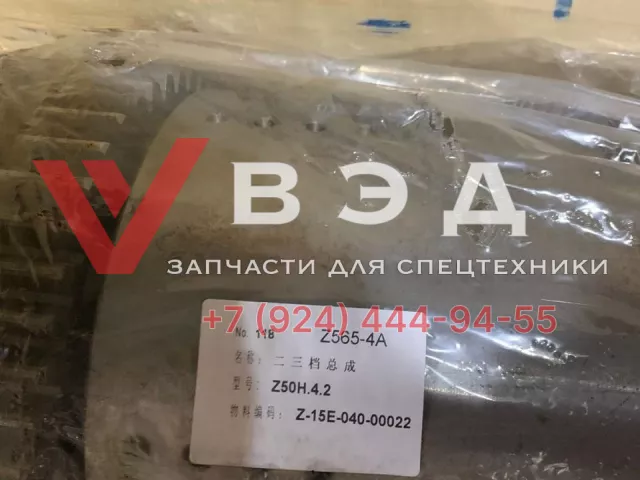 ВЭД
ЗАПЧАСТИ ДЛЯ СПЕЦТЕХНИКИ
+7 (924) 444-94-55
No. 11B Z565-4A
名称: 二三档总成
型号: Z50H.4.2
物料编码: Z-15E-040-00022